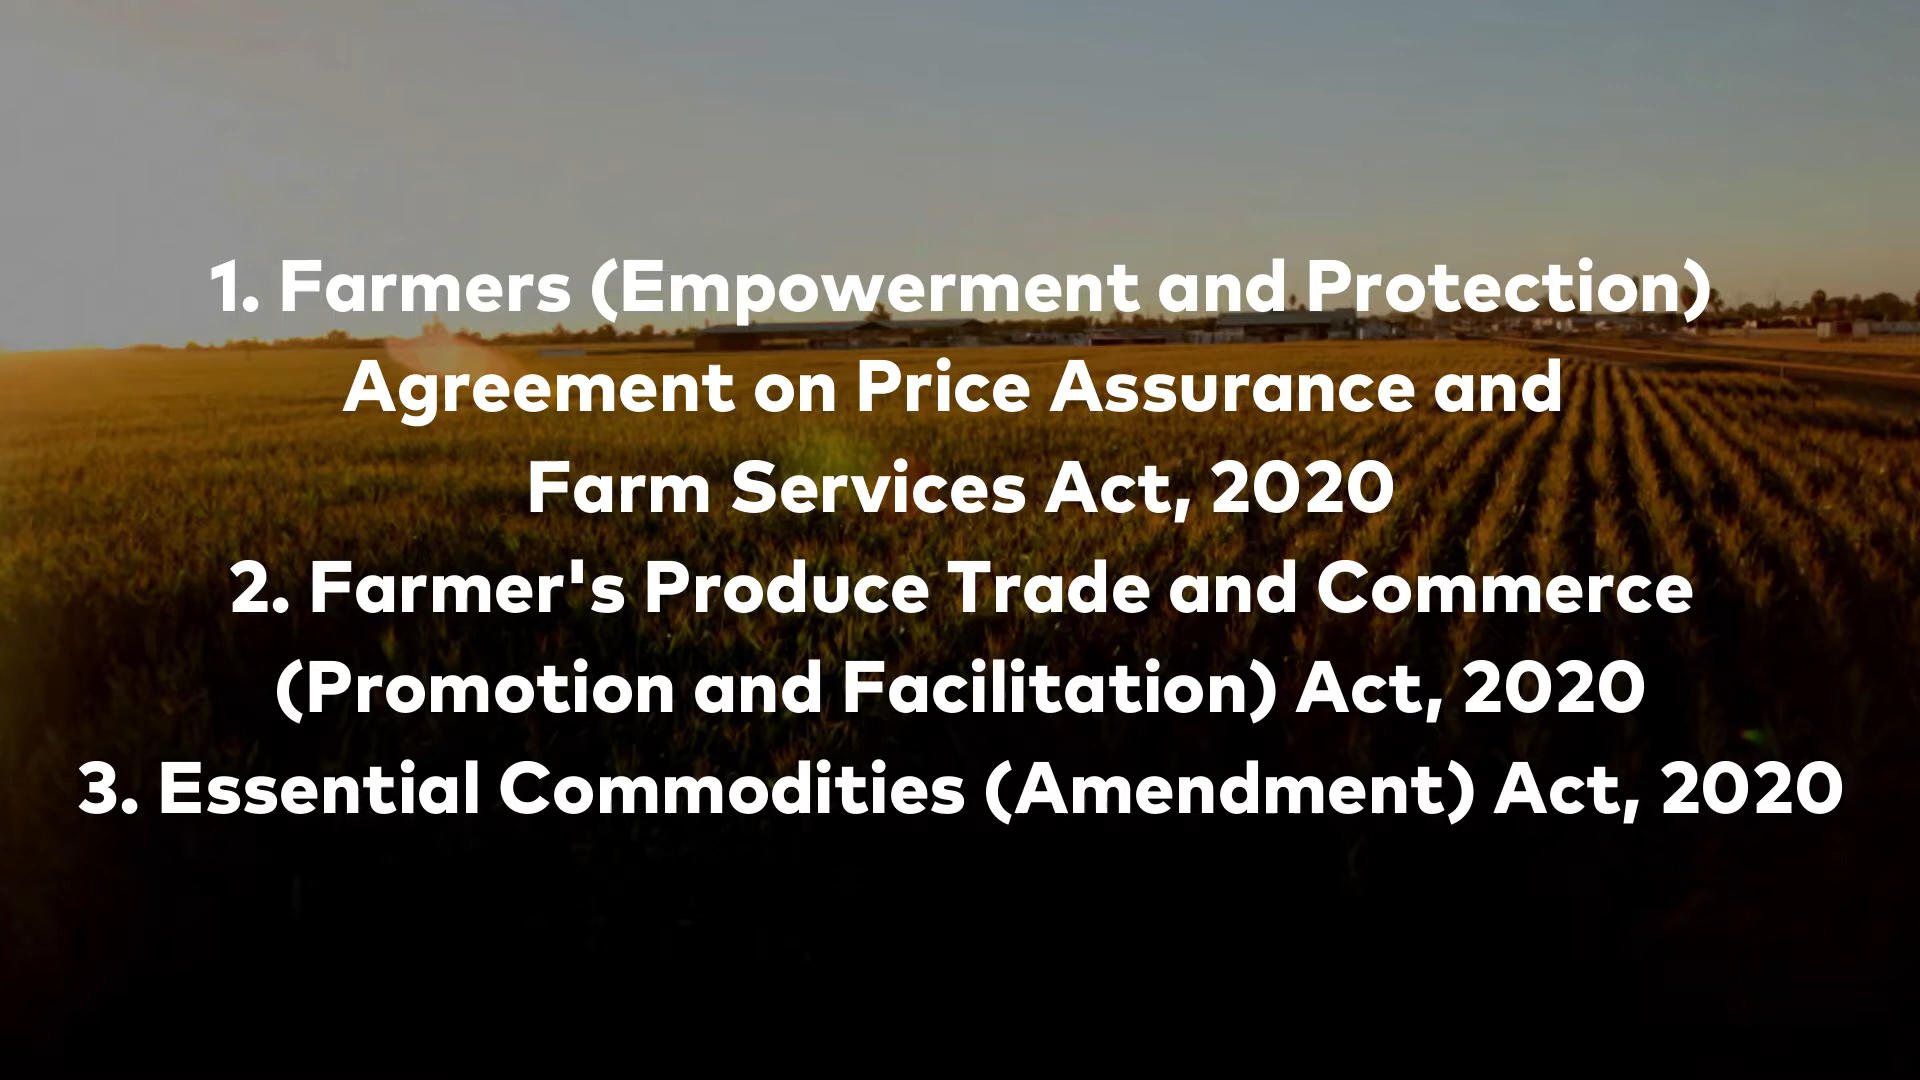 1. Farmers (Empowerment and Protection)
Agreement on Price Assurance and
Farm Services Act, 2020
2. Farmer's Produce Trade and Commerce
(Promotion and Facilitation) Act, 2020
3. Essential Commodities (Amendment) Act, 2020